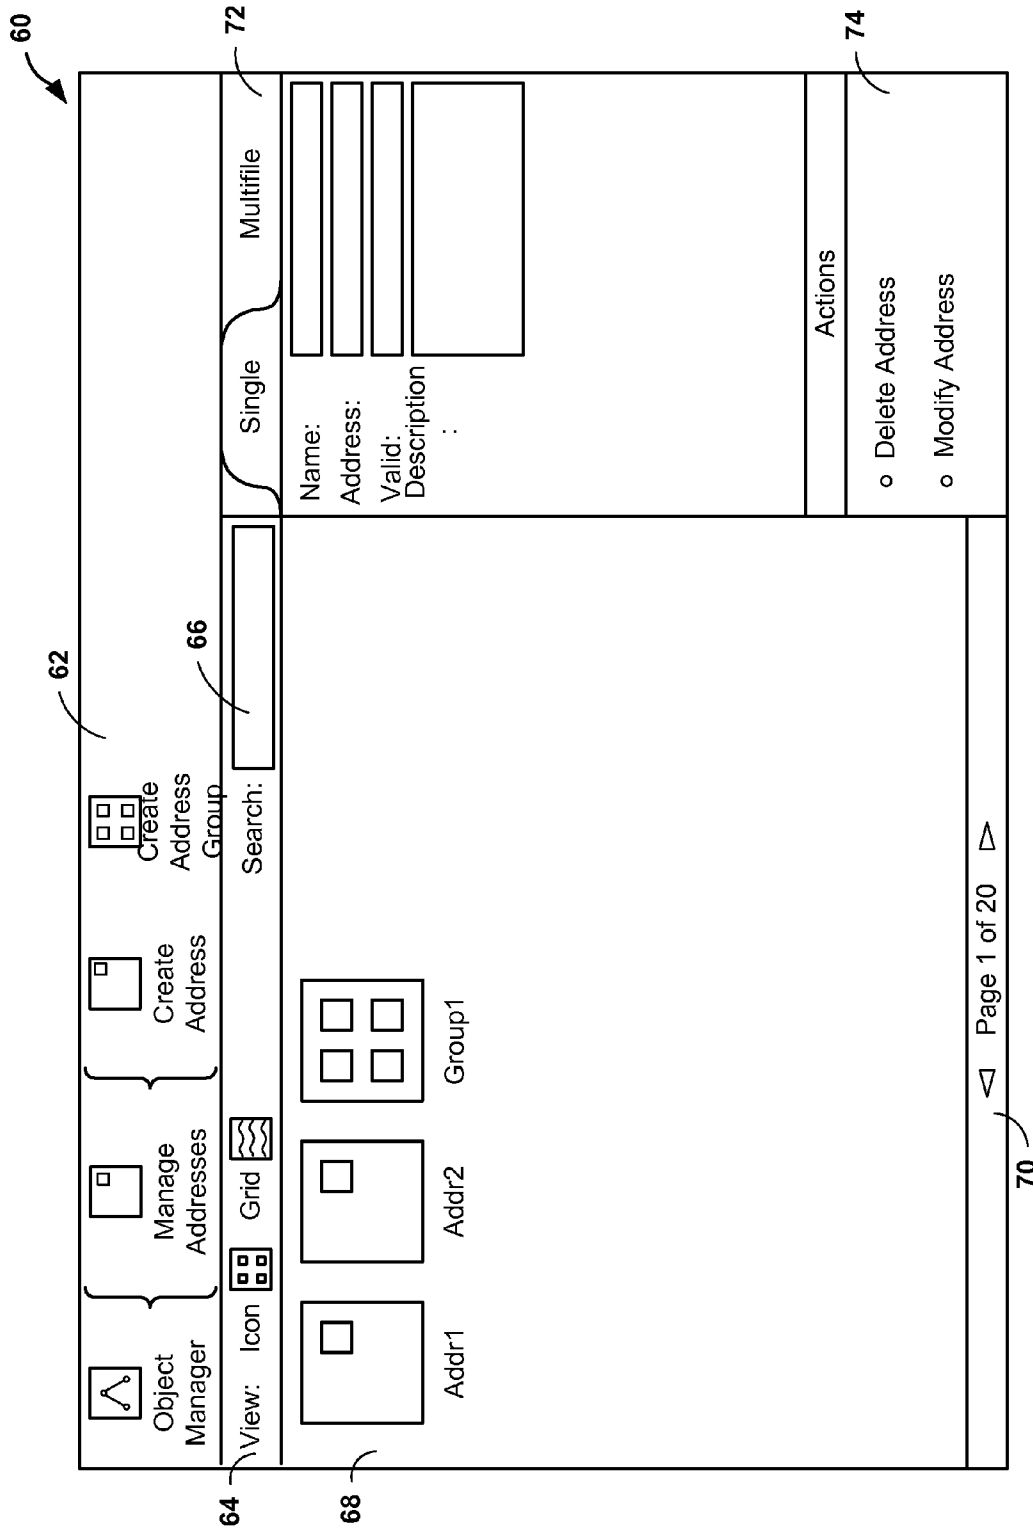 60
62
Object
Manager
Manage
Addresses
Create
Address
Create
Address
Group
64
View:
Icon
Grid
Search:
66
Single
Multifile
72
68
Addr1
Addr2
Group1
Name:
Address:
Valid:
Description
:
Actions
Delete Address
Modify Address
74
Page 1 of 20
70